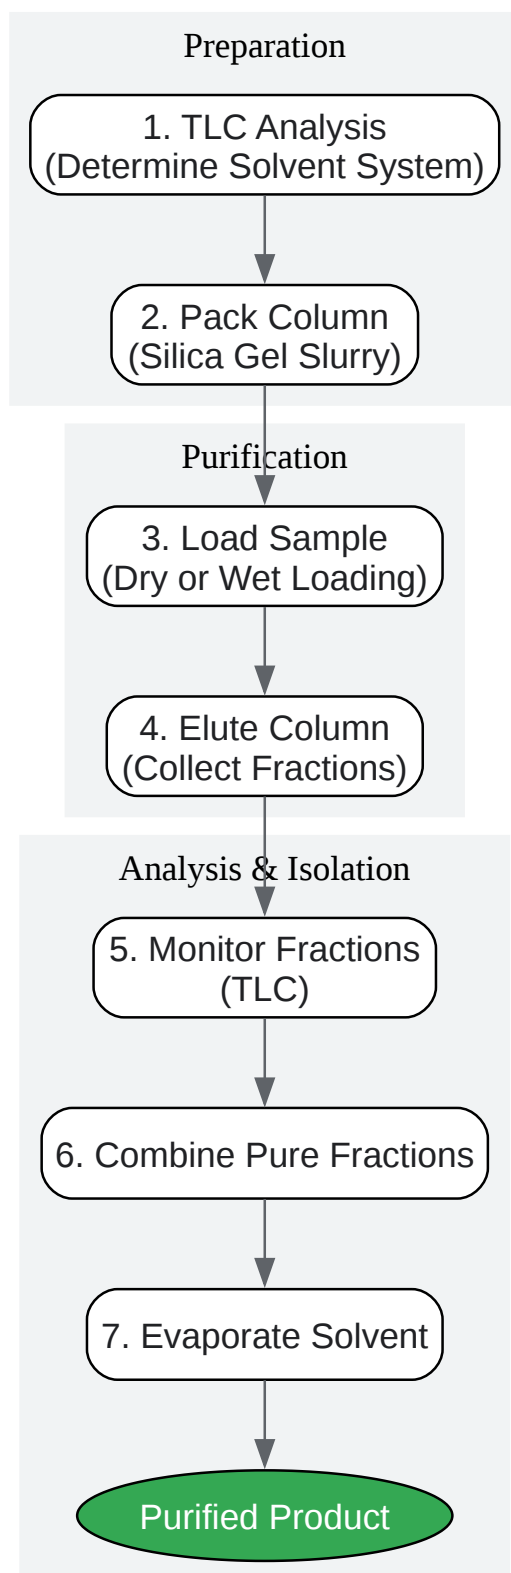 Preparation
1. TLC Analysis
(Determine Solvent System)
2. Pack Column
(Silica Gel Slurry)
Purification
3. Load Sample
(Dry or Wet Loading)
4. Elute Column
(Collect Fractions)
Analysis & Isolation
5. Monitor Fractions
(TLC)
6. Combine Pure Fractions
7. Evaporate Solvent
Purified Product